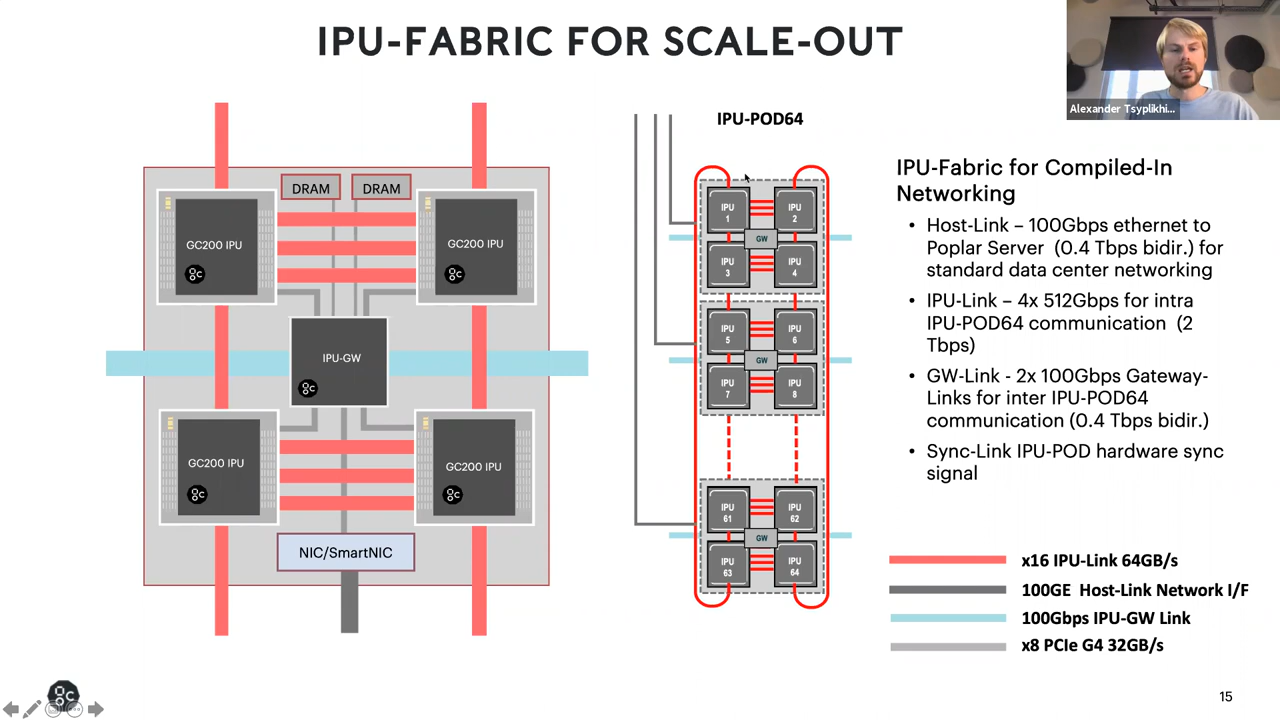 IPU-FABRIC FOR SCALE-OUT
Alexander Tsyplikhi...
DRAM DRAM
GC200 IPU
GC200 IPU
IPU-GW
GC200 IPU
GC200 IPU
NIC/SmartNIC
IPU-POD64
IPU 1
IPU 2
GW
IPU 3
IPU 4
IPU 5
IPU 6
GW
IPU 7
IPU 8
IPU 61
IPU 62
GW
IPU 63
IPU 64
IPU-Fabric for Compiled-In
Networking
• Host-Link – 100Gbps ethernet to
Poplar Server (0.4 Tbps bidir.) for
standard data center networking
• IPU-Link – 4x 512Gbps for intra
IPU-POD64 communication (2
Tbps)
• GW-Link - 2x 100Gbps Gateway-
Links for inter IPU-POD64
communication (0.4 Tbps bidir.)
• Sync-Link IPU-POD hardware sync
signal
x16 IPU-Link 64GB/s
100GE Host-Link Network I/F
100Gbps IPU-GW Link
x8 PCIe G4 32GB/s
15